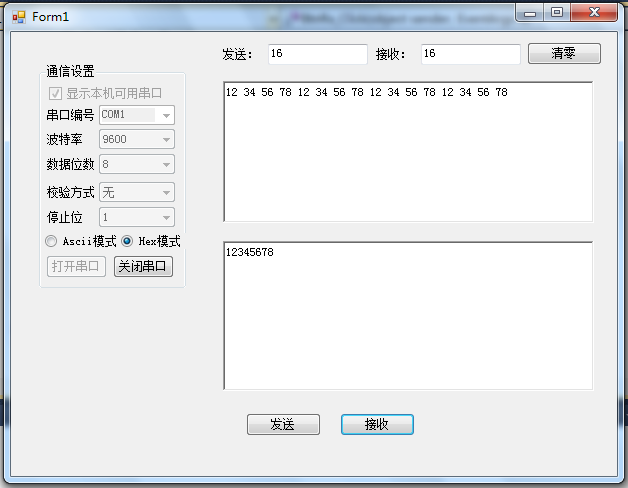 Form1
发送： 16 接收： 16 清零
通信设置
显示本机可用串口
串口编号 COM1
波特率 9600
数据位数 8
校验方式 无
停止位 1
Ascii模式 Hex模式
打开串口 关闭串口
12 34 56 78 12 34 56 78 12 34 56 78 12 34 56 78
12345678
发送 接收